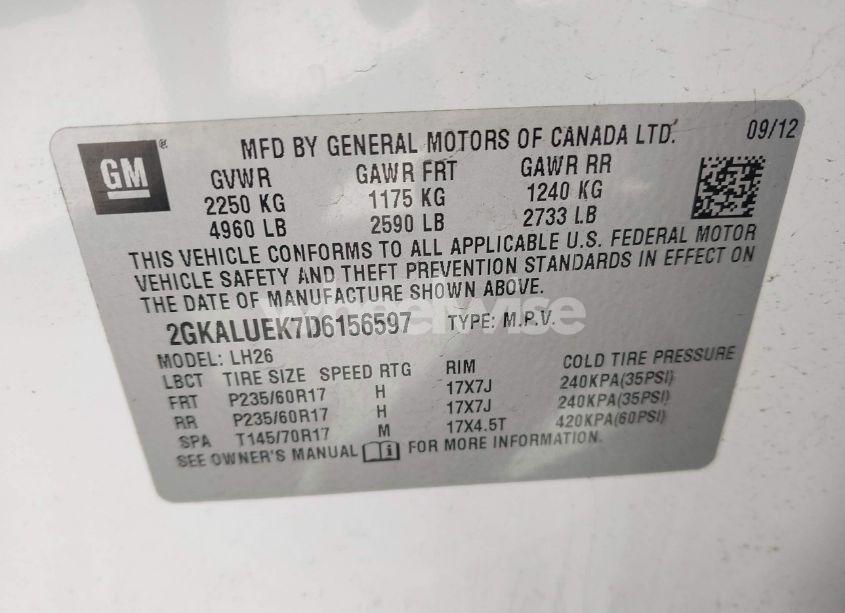 GM ® MFD BY GENERAL MOTORS OF CANADA LTD. 09/12
GVWR GAWR FRT GAWR RR
2250 KG 1175 KG 1240 KG
4960 LB 2590 LB 2733 LB
THIS VEHICLE CONFORMS TO ALL APPLICABLE U.S. FEDERAL MOTOR
VEHICLE SAFETY AND THEFT PREVENTION STANDARDS IN EFFECT ON
THE DATE OF MANUFACTURE SHOWN ABOVE.
2GKALUEK7D6156597 TYPE: M.P.V.
MODEL: LH26
LBCT TIRE SIZE SPEED RTG RIM COLD TIRE PRESSURE
FRT P235/60R17 H 17X7J 240KPA(35PSI)
RR P235/60R17 H 17X7J 240KPA(35PSI)
SPA T145/70R17 M 17X4.5T 420KPA(60PSI)
SEE OWNER'S MANUAL i FOR MORE INFORMATION.